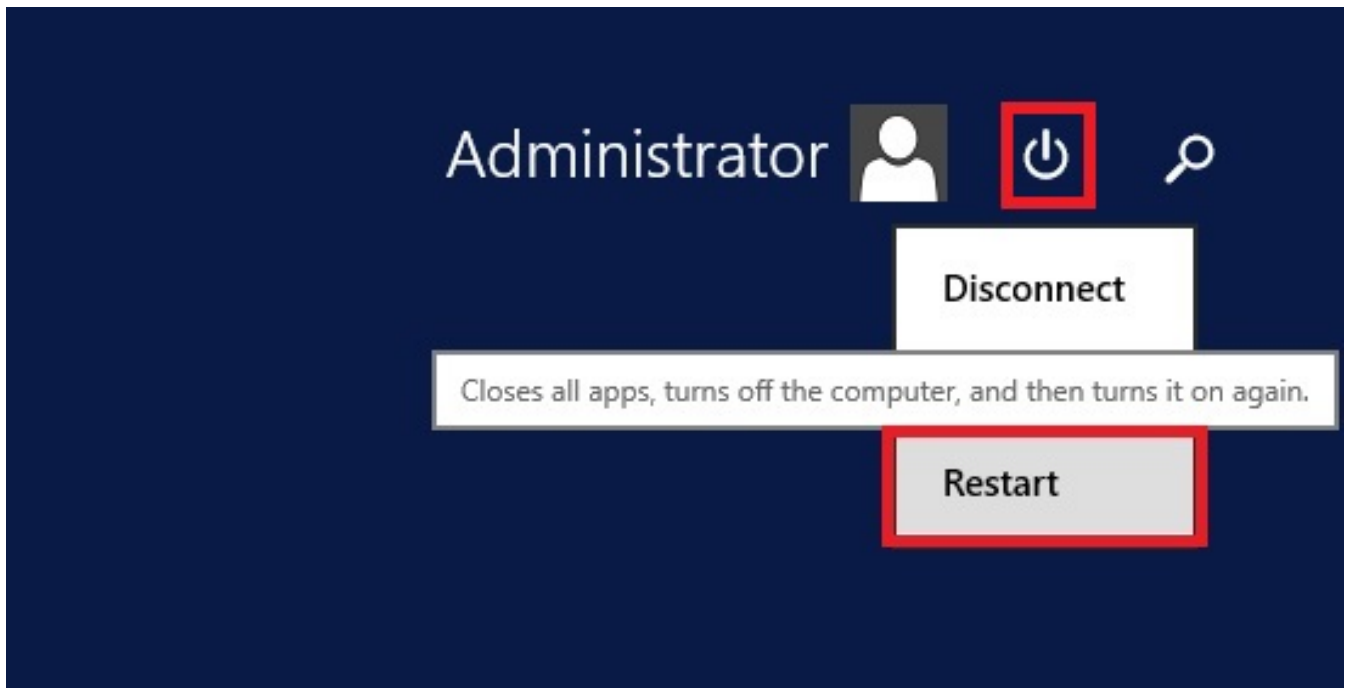 Administrator
Disconnect
Closes all apps, turns off the computer, and then turns it on again.
Restart